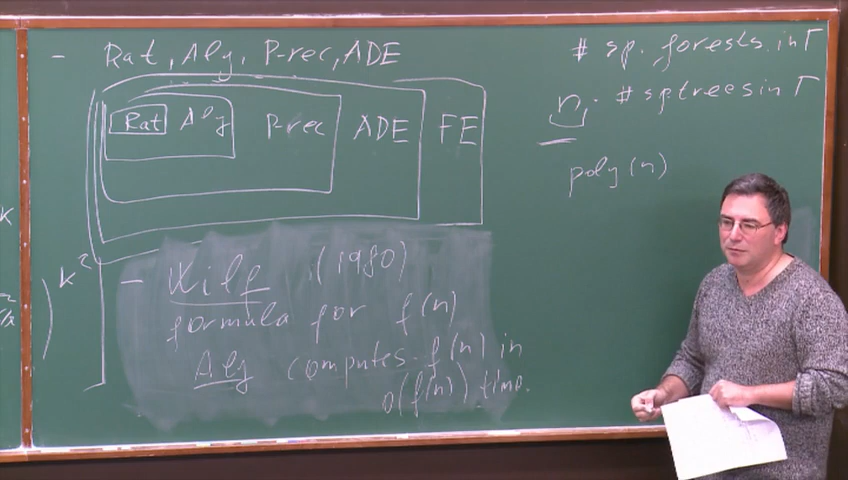 - Rat, Alg, P-rec, ADE
Rat Alg P-rec ADE FE
- Wilf (1980)
formula for f(n)
Alg computes f(n) in
o(f(n)) time.
# sp. forests in Γ
n · # sp trees in Γ
poly(n)
K
) k²